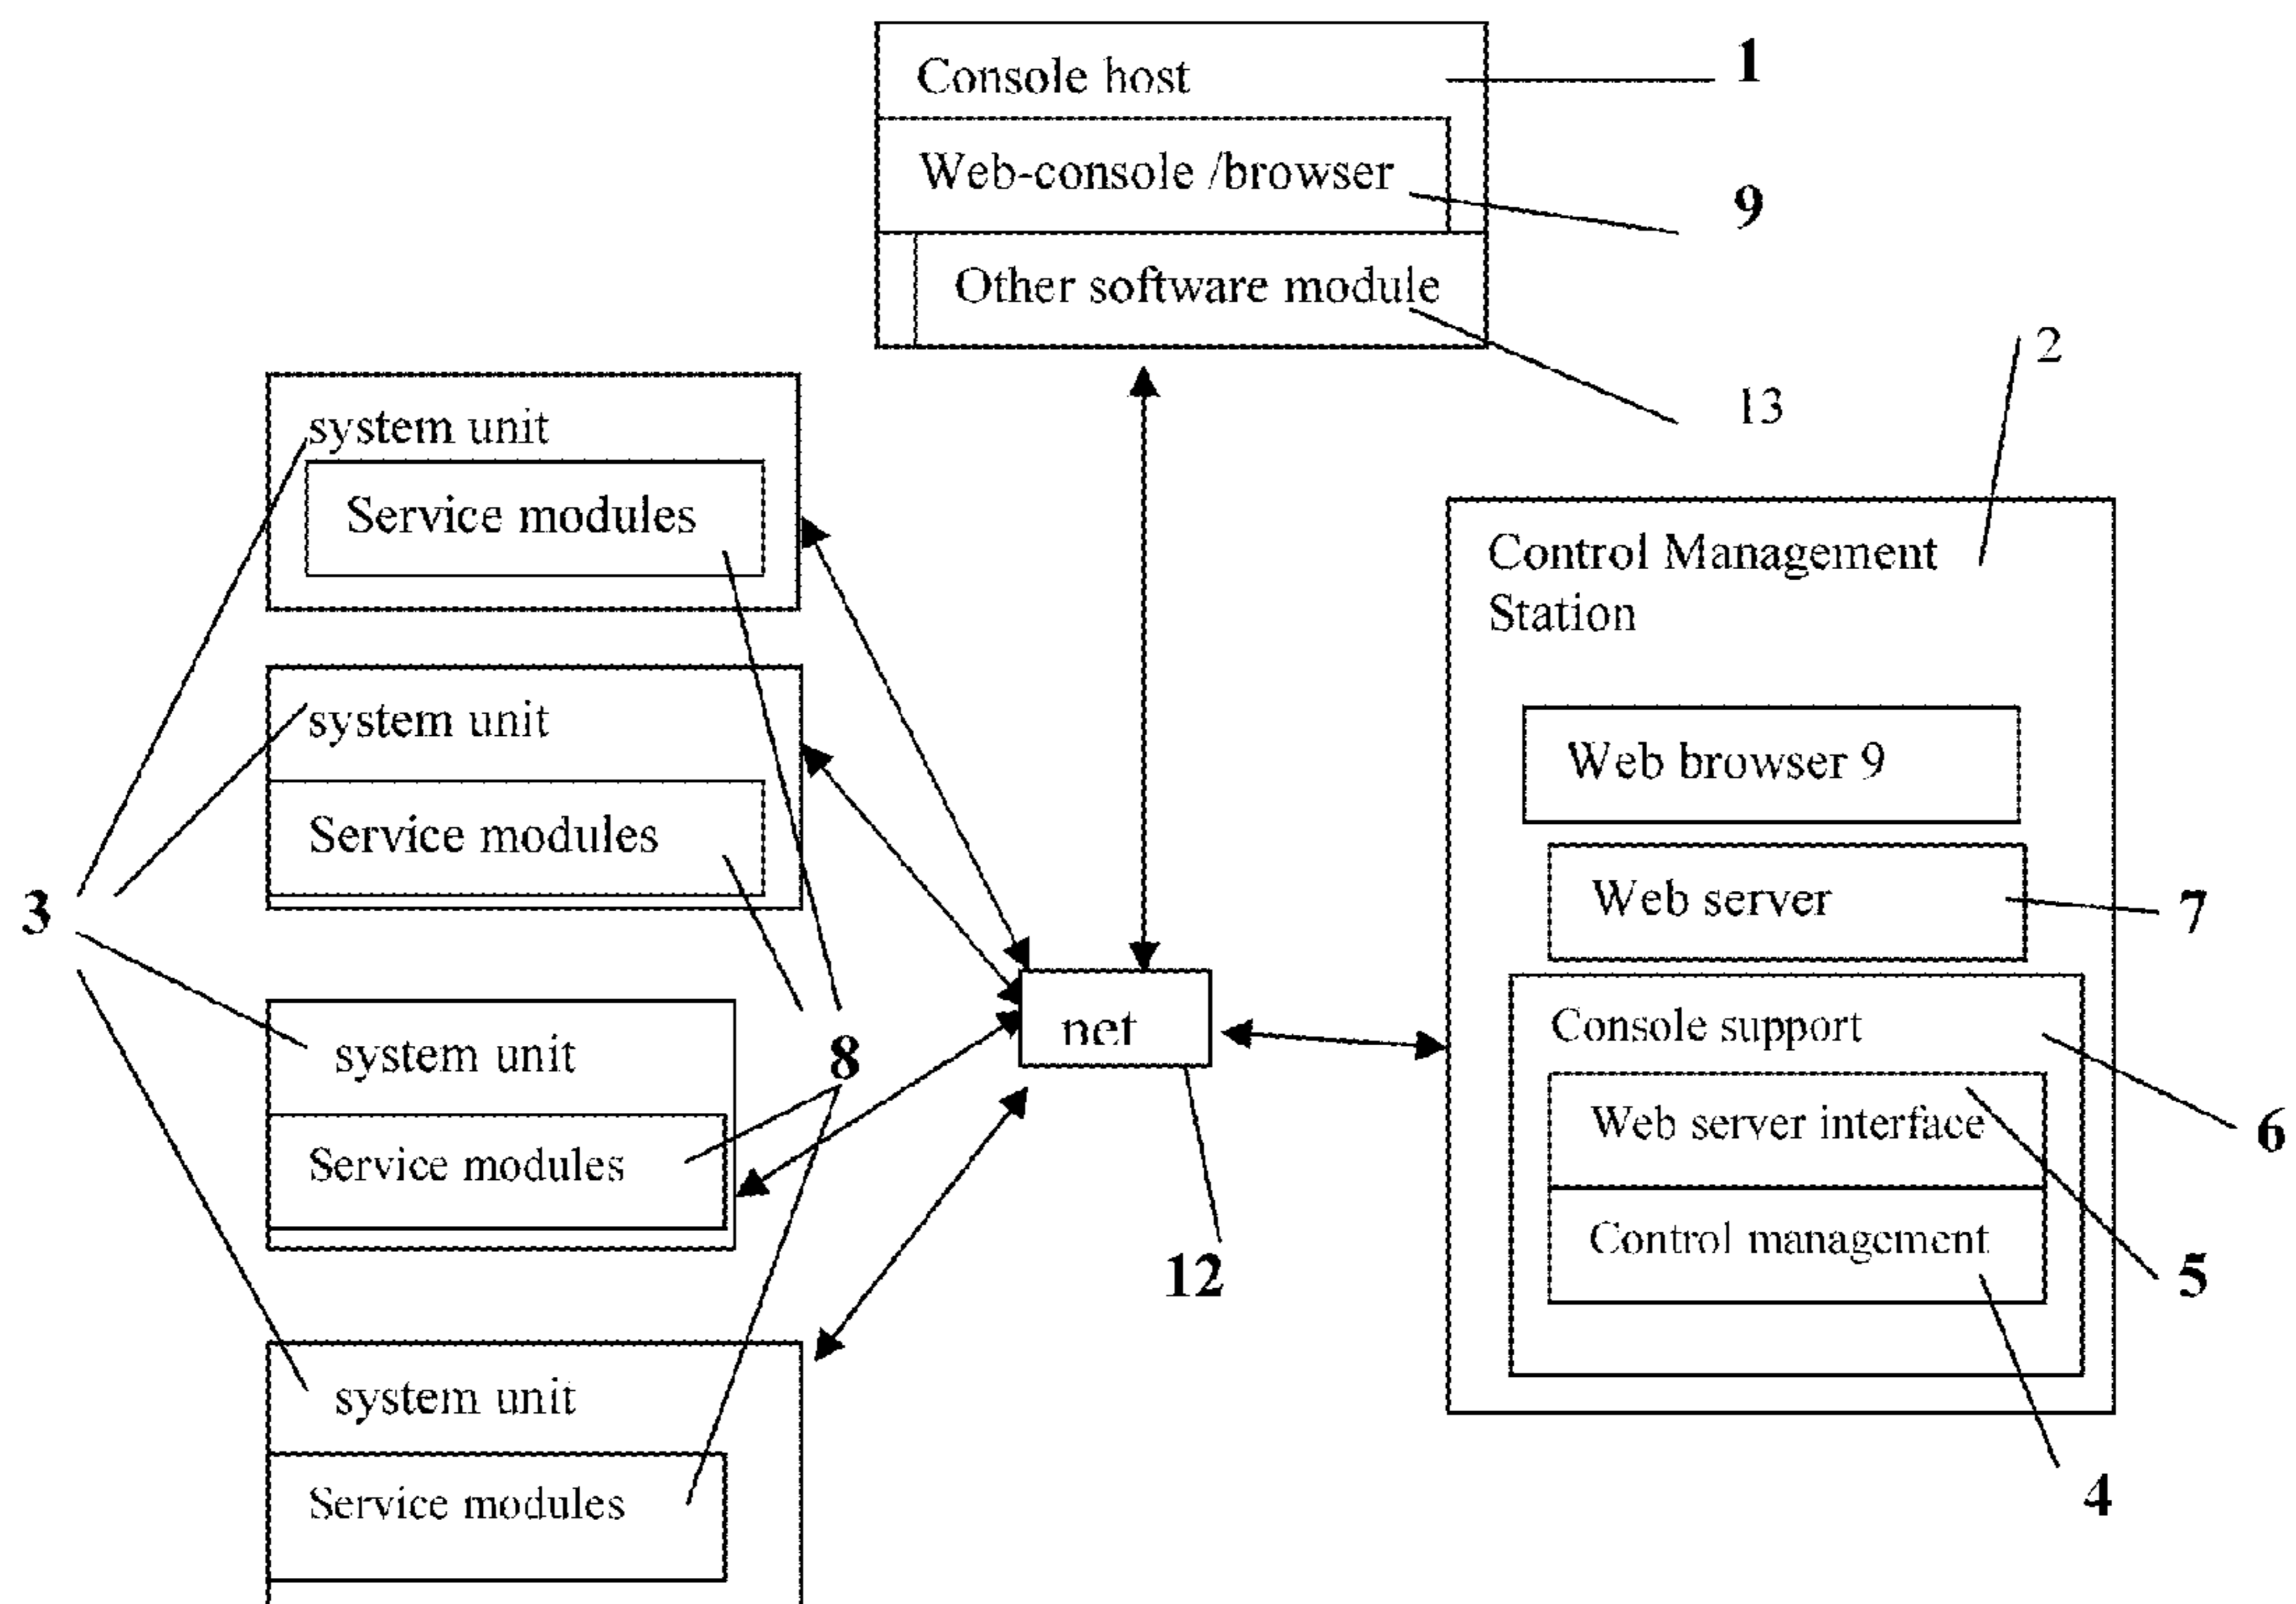 Console host
1
Web-console /browser
9
Other software module
13
2
system unit
Service modules
system unit
Service modules
3
system unit
8
Service modules
system unit
Service modules
net
12
Control Management
Station
Web browser 9
Web server
7
Console support
6
Web server interface
5
Control management
4